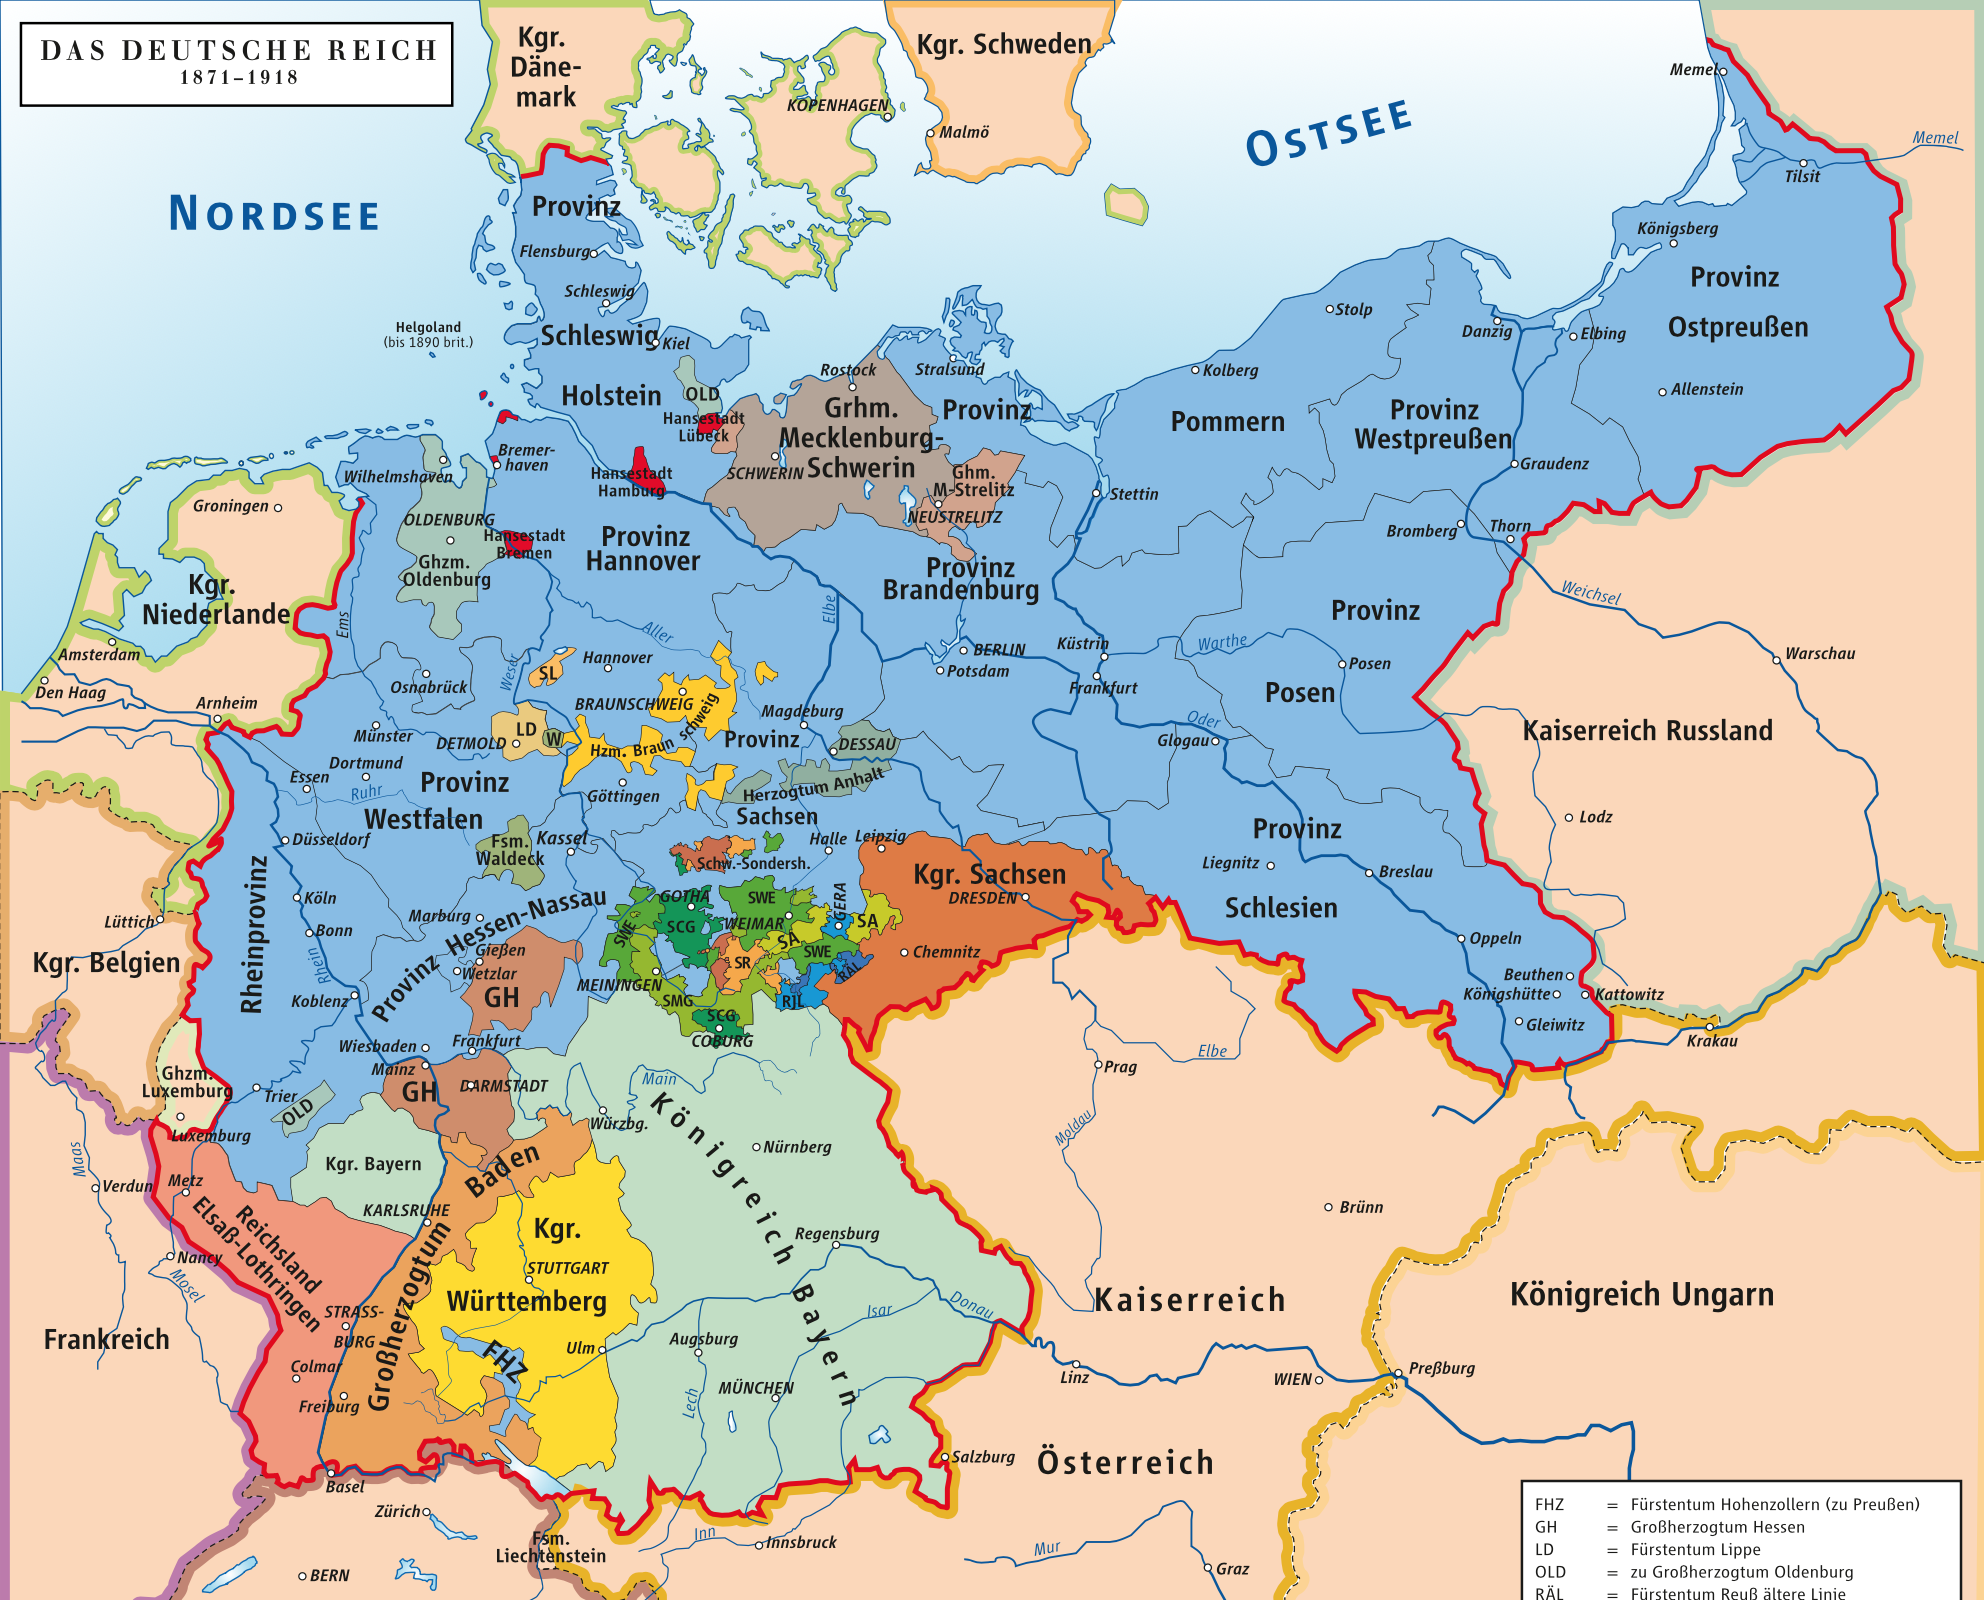 DAS DEUTSCHE REICH
1871–1918
Kgr.
Däne-
mark
Kgr. Schweden
KOPENHAGEN
Malmö
OSTSEE
NORDSEE
Memel
Memel
Tilsit
Königsberg
Provinz
Ostpreußen
Allenstein
Provinz
Flensburg
Schleswig
Schleswig
Kiel
Holstein
Helgoland
(bis 1890 brit.)
OLD
Hansestadt
Lübeck
Rostock
Stralsund
Grhm.
Mecklenburg-
Schwerin
SCHWERIN
Provinz
Pommern
Kolberg
Stolp
Danzig
Elbing
Provinz
Westpreußen
Graudenz
Ghm.
M-Strelitz
NEUSTRELITZ
Stettin
Bromberg
Thorn
Weichsel
Bremer-
haven
Wilhelmshaven
Hansestadt
Hamburg
OLDENBURG
Hansestadt
Bremen
Ghzm.
Oldenburg
Provinz
Hannover
Provinz
Brandenburg
Provinz
Posen
Posen
Warthe
Warschau
Groningen
Kgr.
Niederlande
Amsterdam
Den Haag
Arnheim
Ems
Osnabrück
Weser
Aller
Elbe
SL
Hannover
BRAUNSCHWEIG
BERLIN
Potsdam
Küstrin
Frankfurt
Münster
DETMOLD
LD
W
Hzm. Braun
schweig
Magdeburg
Provinz
Sachsen
DESSAU
Herzogtum Anhalt
Oder
Glogau
Kaiserreich Russland
Lodz
Essen
Dortmund
Ruhr
Provinz
Westfalen
Göttingen
Düsseldorf
Fsm.
Waldeck
Kassel
Schw.-Sondersh.
Halle
Leipzig
Kgr. Sachsen
DRESDEN
Chemnitz
Provinz
Schlesien
Liegnitz
Breslau
Oppeln
Beuthen
Königshütte
Kattowitz
Gleiwitz
Krakau
Rheinprovinz
Köln
Bonn
Rhein
Koblenz
Lüttich
Kgr. Belgien
Marburg
Gießen
Wetzlar
Provinz Hessen-Nassau
GH
SWE
GOTHA
SCG
SWE
WEIMAR
GERA
SA
SA
SWE
SR
RÄL
RJL
MEININGEN
SMG
SCG
COBURG
Wiesbaden
Frankfurt
Mainz
GH
DARMSTADT
Ghzm.
Luxemburg
Luxemburg
Trier
OLD
Kgr. Bayern
Main
Würzbg.
Nürnberg
Königreich Bayern
Regensburg
Prag
Elbe
Moldau
Brünn
Maas
Verdun
Metz
Nancy
Mosel
Reichsland
Elsaß-Lothringen
KARLSRUHE
Großherzogtum
Baden
Kgr.
STUTTGART
Württemberg
STRASS-
BURG
Colmar
Freiburg
Frankreich
FHZ
Ulm
Augsburg
MÜNCHEN
Lech
Isar
Donau
Kaiserreich
Österreich
Königreich Ungarn
Linz
WIEN
Preßburg
Salzburg
Basel
Zürich
BERN
Fsm.
Liechtenstein
Inn
Innsbruck
Mur
Graz
FHZ = Fürstentum Hohenzollern (zu Preußen)
GH = Großherzogtum Hessen
LD = Fürstentum Lippe
OLD = zu Großherzogtum Oldenburg
RÄL = Fürstentum Reuß ältere Linie